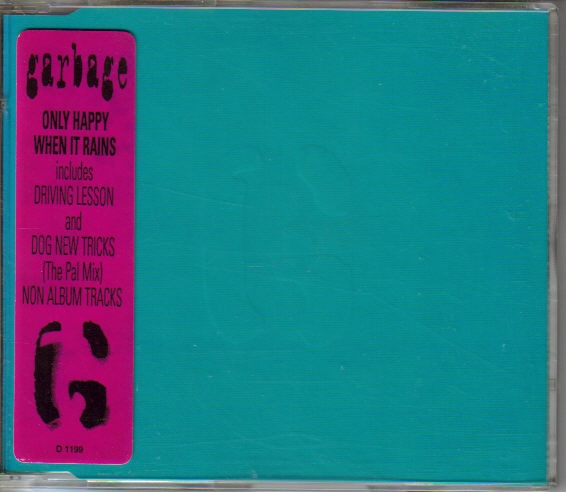 garbage
ONLY HAPPY
WHEN IT RAINS
includes
DRIVING LESSON
and
DOG NEW TRICKS
(The Pal Mix)
NON ALBUM TRACKS
G
D 1199